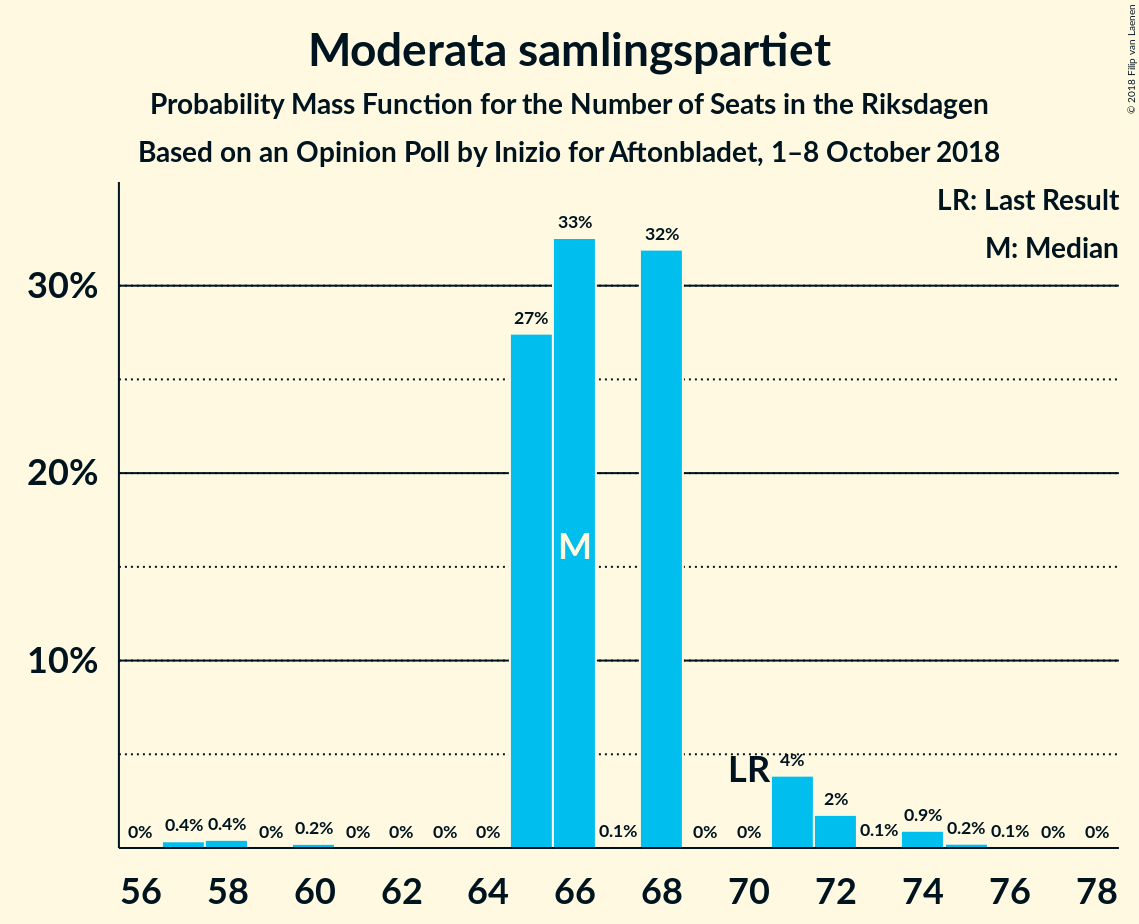 Moderata samlingspartiet
Probability Mass Function for the Number of Seats in the Riksdagen
Based on an Opinion Poll by Inizio for Aftonbladet, 1–8 October 2018
© 2018 Filip van Laenen
LR: Last Result
M: Median
30%
20%
10%
0% 0.4% 0.4% 0% 0.2% 0% 0% 0% 0% 27% 33% 0.1% 32% 0% 0% 4% 2% 0.1% 0.9% 0.2% 0.1% 0% 0%
M
LR
56 58 60 62 64 66 68 70 72 74 76 78